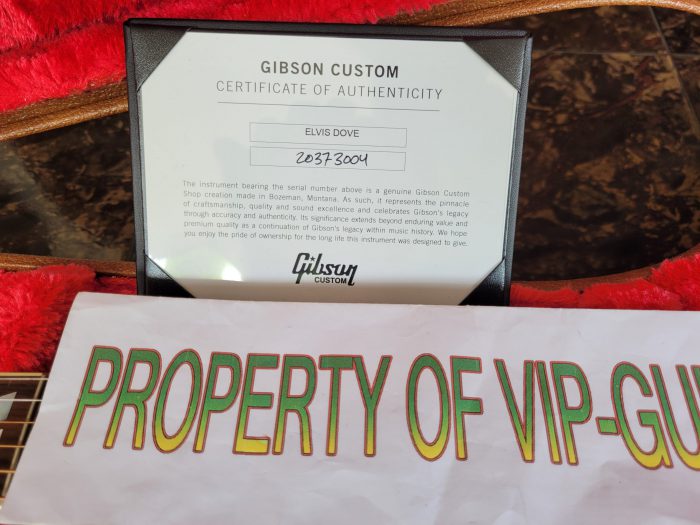 GIBSON CUSTOM
CERTIFICATE OF AUTHENTICITY
ELVIS DOVE
20373004
The instrument bearing the serial number above is a genuine Gibson Custom
Shop creation made in Bozeman, Montana. As such, it represents the pinnacle
of craftsmanship, quality and sound excellence and celebrates Gibson's legacy
through accuracy and authenticity. Its significance extends beyond enduring value and
premium quality as a continuation of Gibson's legacy within music history. We hope
you enjoy the pride of ownership for the long life this instrument was designed to give.
Gibson
CUSTOM
PROPERTY OF VIP-GU